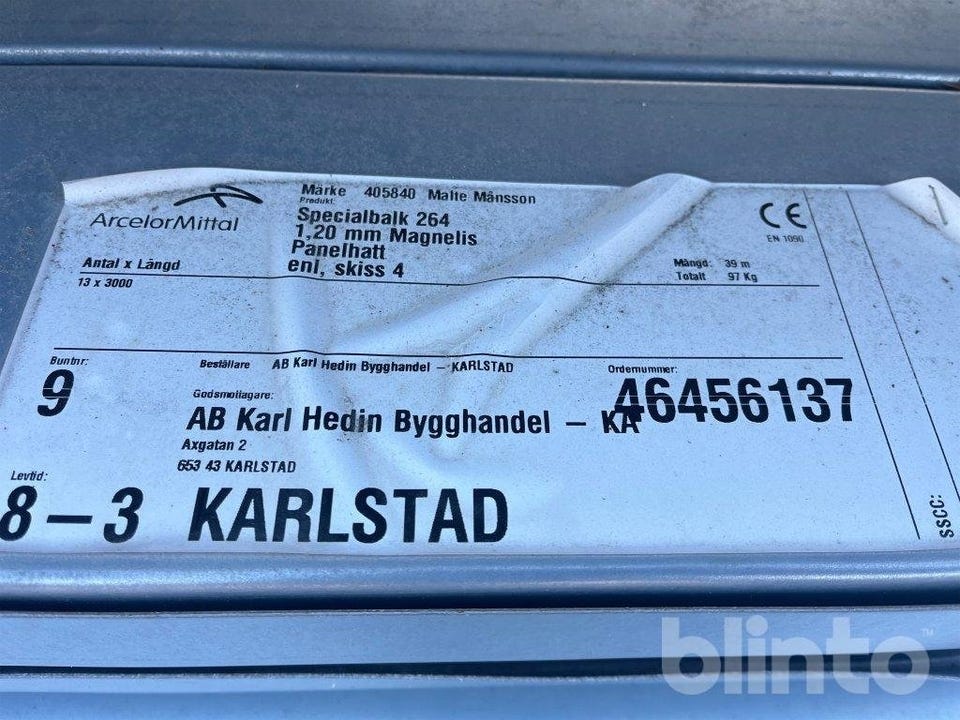 ArcelorMittal
Märke 405840 Malte Månsson
Produkt:
Specialbalk 264
1,20 mm Magnelis
Panelhatt
enl, skiss 4
CE
EN 1090
Antal x Längd
13 x 3000
Mängd: 39 m
Totalt 97 Kg
Buntnr:
9
Beställare AB Karl Hedin Bygghandel – KARLSTAD
Ordernummer:
46456137
Godsmottagare:
AB Karl Hedin Bygghandel – KA
Axgatan 2
653 43 KARLSTAD
Levtid:
8–3 KARLSTAD
SSCC:
blinto™